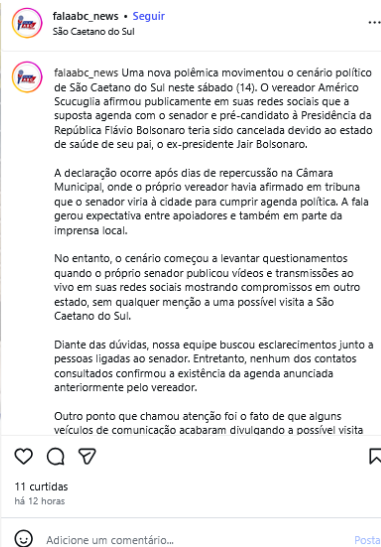 falaabc_news • Seguir
São Caetano do Sul
falaabc_news Uma nova polêmica movimentou o cenário político
de São Caetano do Sul neste sábado (14). O vereador Américo
Scucuglia afirmou publicamente em suas redes sociais que a
suposta agenda com o senador e pré-candidato à Presidência da
República Flávio Bolsonaro teria sido cancelada devido ao estado
de saúde de seu pai, o ex-presidente Jair Bolsonaro.
A declaração ocorre após dias de repercussão na Câmara
Municipal, onde o próprio vereador havia afirmado em tribuna
que o senador viria à cidade para cumprir agenda política. A fala
gerou expectativa entre apoiadores e também em parte da
imprensa local.
No entanto, o cenário começou a levantar questionamentos
quando o próprio senador publicou vídeos e transmissões ao
vivo em suas redes sociais mostrando compromissos em outro
estado, sem qualquer menção a uma possível visita a São
Caetano do Sul.
Diante das dúvidas, nossa equipe buscou esclarecimentos junto a
pessoas ligadas ao senador. Entretanto, nenhum dos contatos
consultados confirmou a existência da agenda anunciada
anteriormente pelo vereador.
Outro ponto que chamou atenção foi o fato de que alguns
veículos de comunicação acabaram divulgando a possível visita
11 curtidas
há 12 horas
Adicione um comentário...
Posta